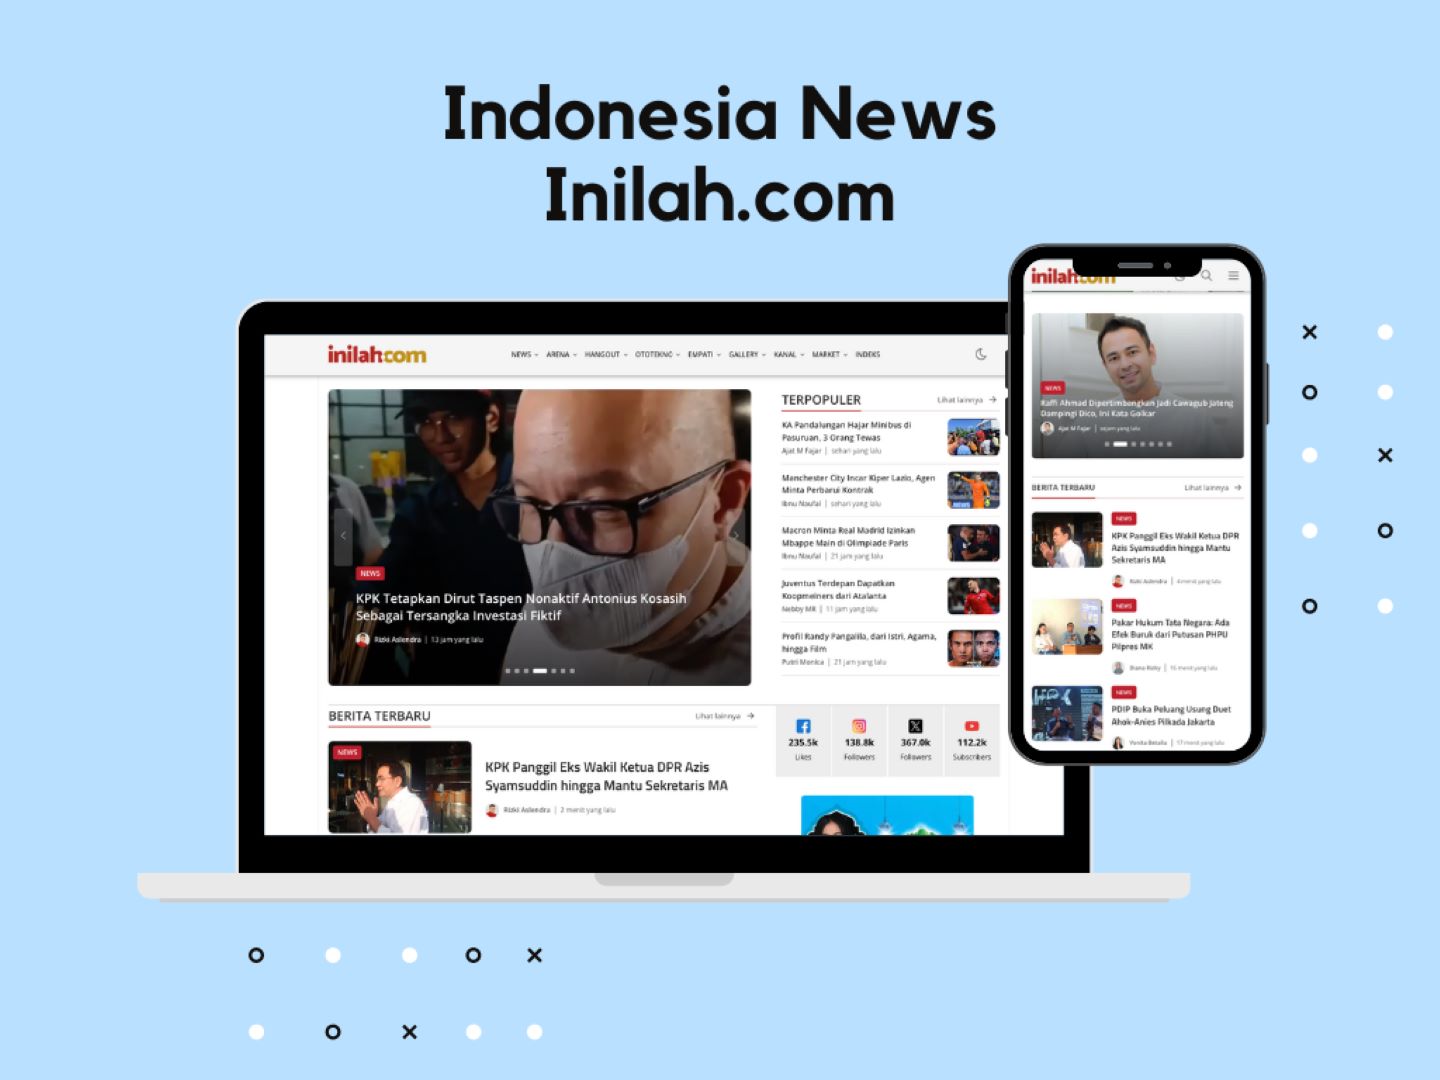 Indonesia News
Inilah.com
inilah.com
NEWS
ARENA
HANGOUT
OTOTEKNO
EMPATI
GALLERY
KANAL
MARKET
INDEKS
NEWS
KPK Tetapkan Dirut Taspen Nonaktif Antonius Kosasih
Sebagai Tersangka Investasi Fiktif
Rizki Aslendra | 13 jam yang lalu
TERPOPULER
Lihat lainnya →
KA Pandalungan Hajar Minibus di
Pasuruan, 3 Orang Tewas
Ajat M Fajar | sehari yang lalu
Manchester City Incar Kiper Lazio, Agen
Minta Perbarui Kontrak
Ibnu Naufal | sehari yang lalu
Macron Minta Real Madrid Izinkan
Mbappe Main di Olimpiade Paris
Ibnu Naufal | 21 jam yang lalu
Juventus Terdepan Dapatkan
Koopmeiners dari Atalanta
Nebby MR | 11 jam yang lalu
Profil Randy Pangalila, dari Istri, Agama,
hingga Film
Putri Monica | 21 jam yang lalu
BERITA TERBARU
Lihat lainnya →
NEWS
KPK Panggil Eks Wakil Ketua DPR Azis
Syamsuddin hingga Mantu Sekretaris MA
Rizki Aslendra | 2 menit yang lalu
235.5k
Likes
138.8k
Followers
367.0k
Followers
112.2k
Subscribers
inilah.com
NEWS
Raffi Ahmad Dipertimbangkan Jadi Cawagub Jateng
Dampingi Dico, Ini Kata Golkar
Ajat M Fajar | sejam yang lalu
BERITA TERBARU
Lihat lainnya →
NEWS
KPK Panggil Eks Wakil Ketua DPR
Azis Syamsuddin hingga Mantu
Sekretaris MA
Rizki Aslendra | 4 menit yang lalu
NEWS
Pakar Hukum Tata Negara: Ada
Efek Buruk dari Putusan PHPU
Pilpres MK
Diana Rizky | 16 menit yang lalu
NEWS
PDIP Buka Peluang Usung Duet
Ahok-Anies Pilkada Jakarta
Vonita Betalia | 17 menit yang lalu